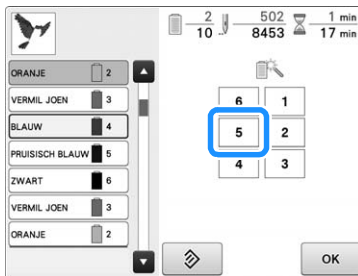 2
10
502
8453
1 min
17 min
ORANJE 2
VERMIL JOEN 3
BLAUW 4
PRUISISCH BLAUW 5
ZWART 6
VERMIL JOEN 3
ORANJE 2
6 1
5 2
4 3
OK